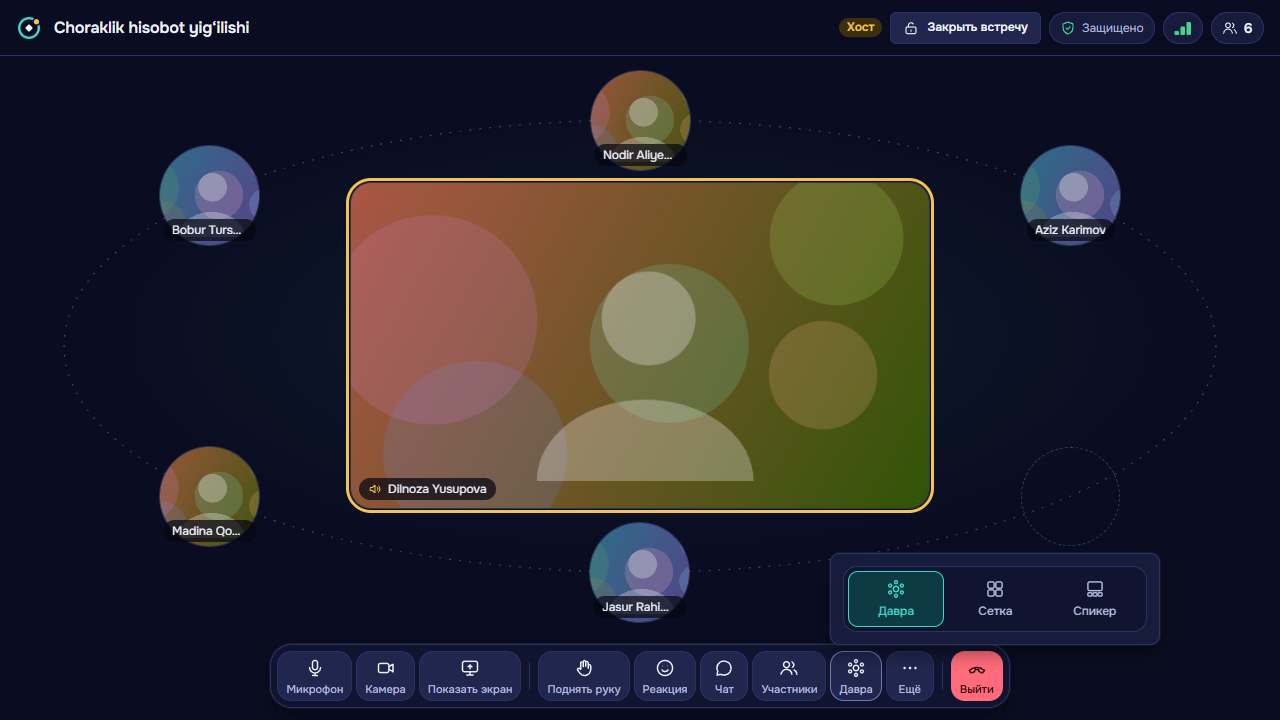 Choraklik hisobot yig‘ilishi
Хост
Закрыть встречу
Защищено
6
Nodir Aliye...
Bobur Turs...
Aziz Karimov
Dilnoza Yusupova
Madina Qo...
Jasur Rahi...
Давра
Сетка
Спикер
Микрофон
Камера
Показать экран
Поднять руку
Реакция
Чат
Участники
Давра
Ещё
Выйти